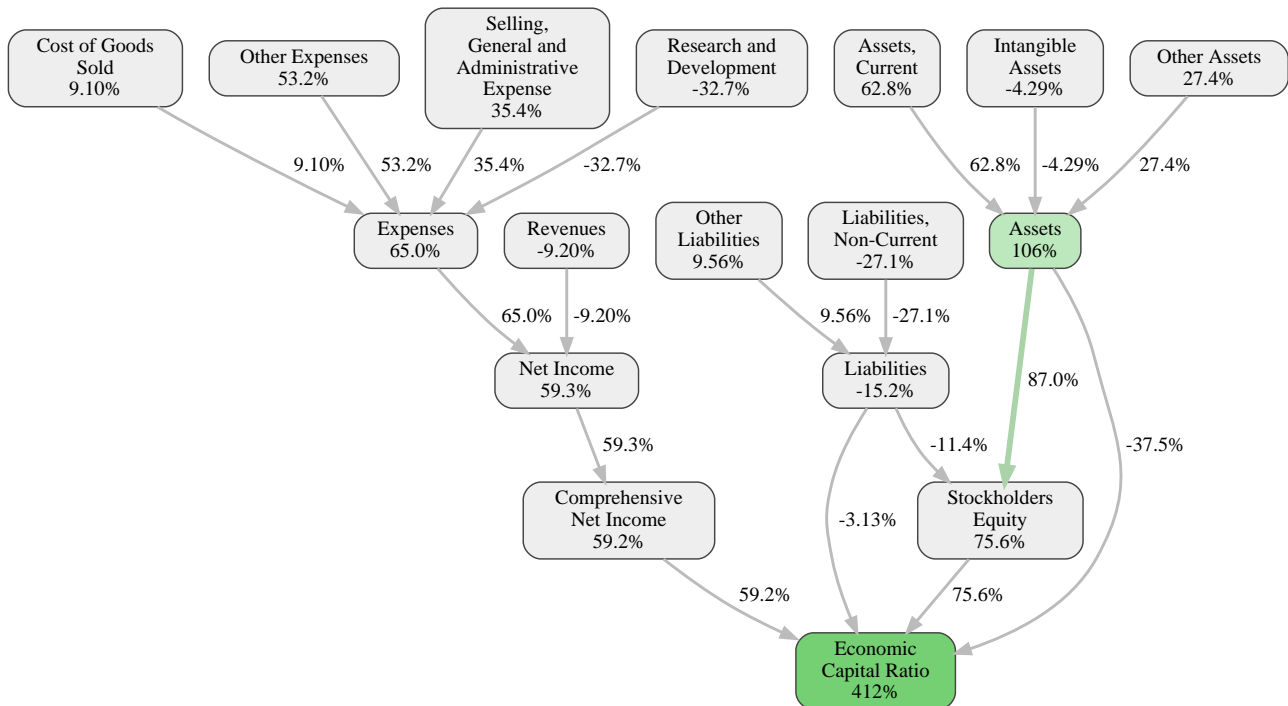 Cost of Goods
Sold
9.10%
Other Expenses
53.2%
Selling,
General and
Administrative
Expense
35.4%
Research and
Development
-32.7%
Assets,
Current
62.8%
Intangible
Assets
-4.29%
Other Assets
27.4%
9.10%
53.2%
35.4%
-32.7%
62.8%
-4.29%
27.4%
Expenses
65.0%
Revenues
-9.20%
Other
Liabilities
9.56%
Liabilities,
Non-Current
-27.1%
Assets
106%
65.0%
-9.20%
9.56%
-27.1%
Net Income
59.3%
Liabilities
-15.2%
87.0%
59.3%
-11.4%
-37.5%
Comprehensive
Net Income
59.2%
-3.13%
Stockholders
Equity
75.6%
59.2%
75.6%
Economic
Capital Ratio
412%